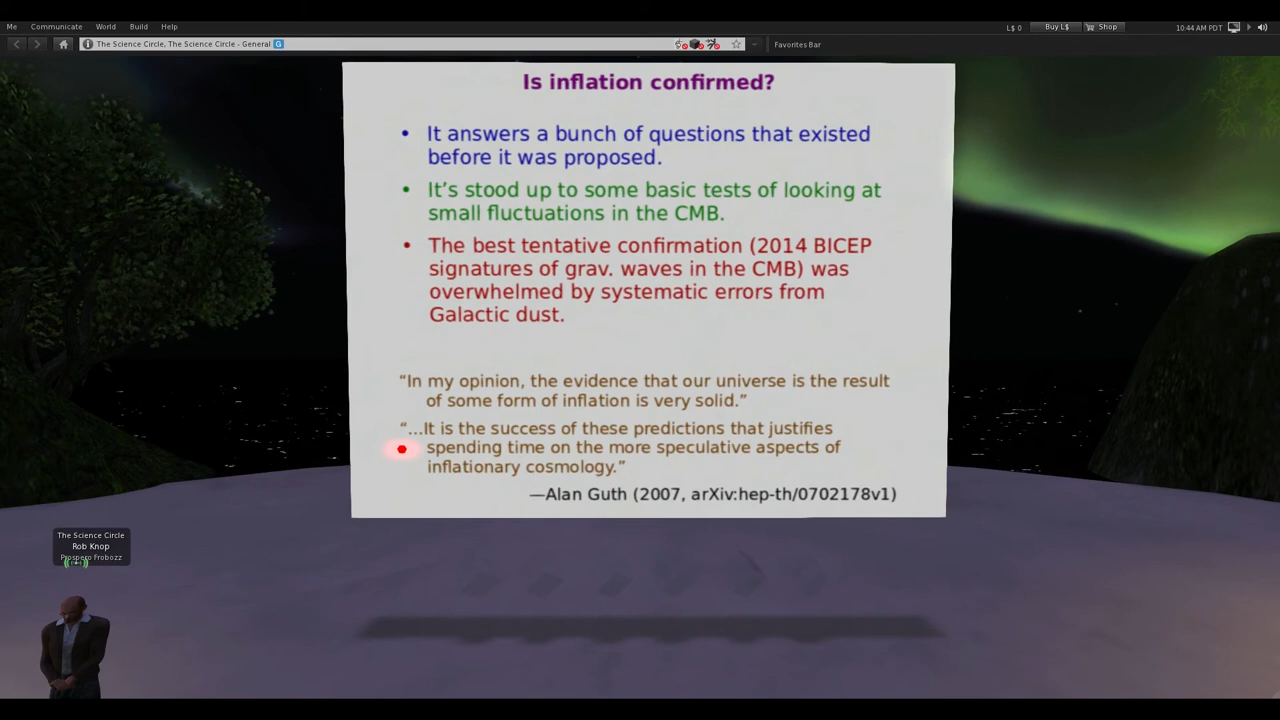 Me Communicate World Build Help L$ 0 Buy L$ Shop 10:44 AM PDT
The Science Circle, The Science Circle - General G Favorites Bar
Is inflation confirmed?
• It answers a bunch of questions that existed
before it was proposed.
• It’s stood up to some basic tests of looking at
small fluctuations in the CMB.
• The best tentative confirmation (2014 BICEP
signatures of grav. waves in the CMB) was
overwhelmed by systematic errors from
Galactic dust.
“In my opinion, the evidence that our universe is the result
of some form of inflation is very solid.”
“...It is the success of these predictions that justifies
spending time on the more speculative aspects of
inflationary cosmology.”
—Alan Guth (2007, arXiv:hep-th/0702178v1)
The Science Circle
Rob Knop
Prospero Frobozz